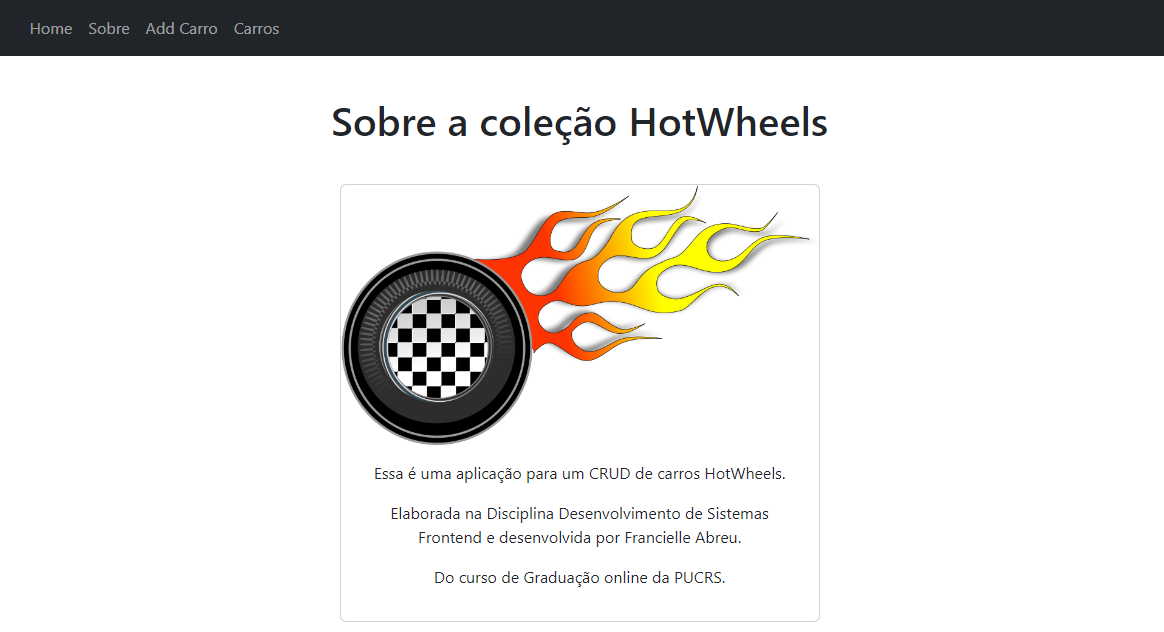 Home Sobre Add Carro Carros
Sobre a coleção HotWheels
Essa é uma aplicação para um CRUD de carros HotWheels.
Elaborada na Disciplina Desenvolvimento de Sistemas
Frontend e desenvolvida por Francielle Abreu.
Do curso de Graduação online da PUCRS.